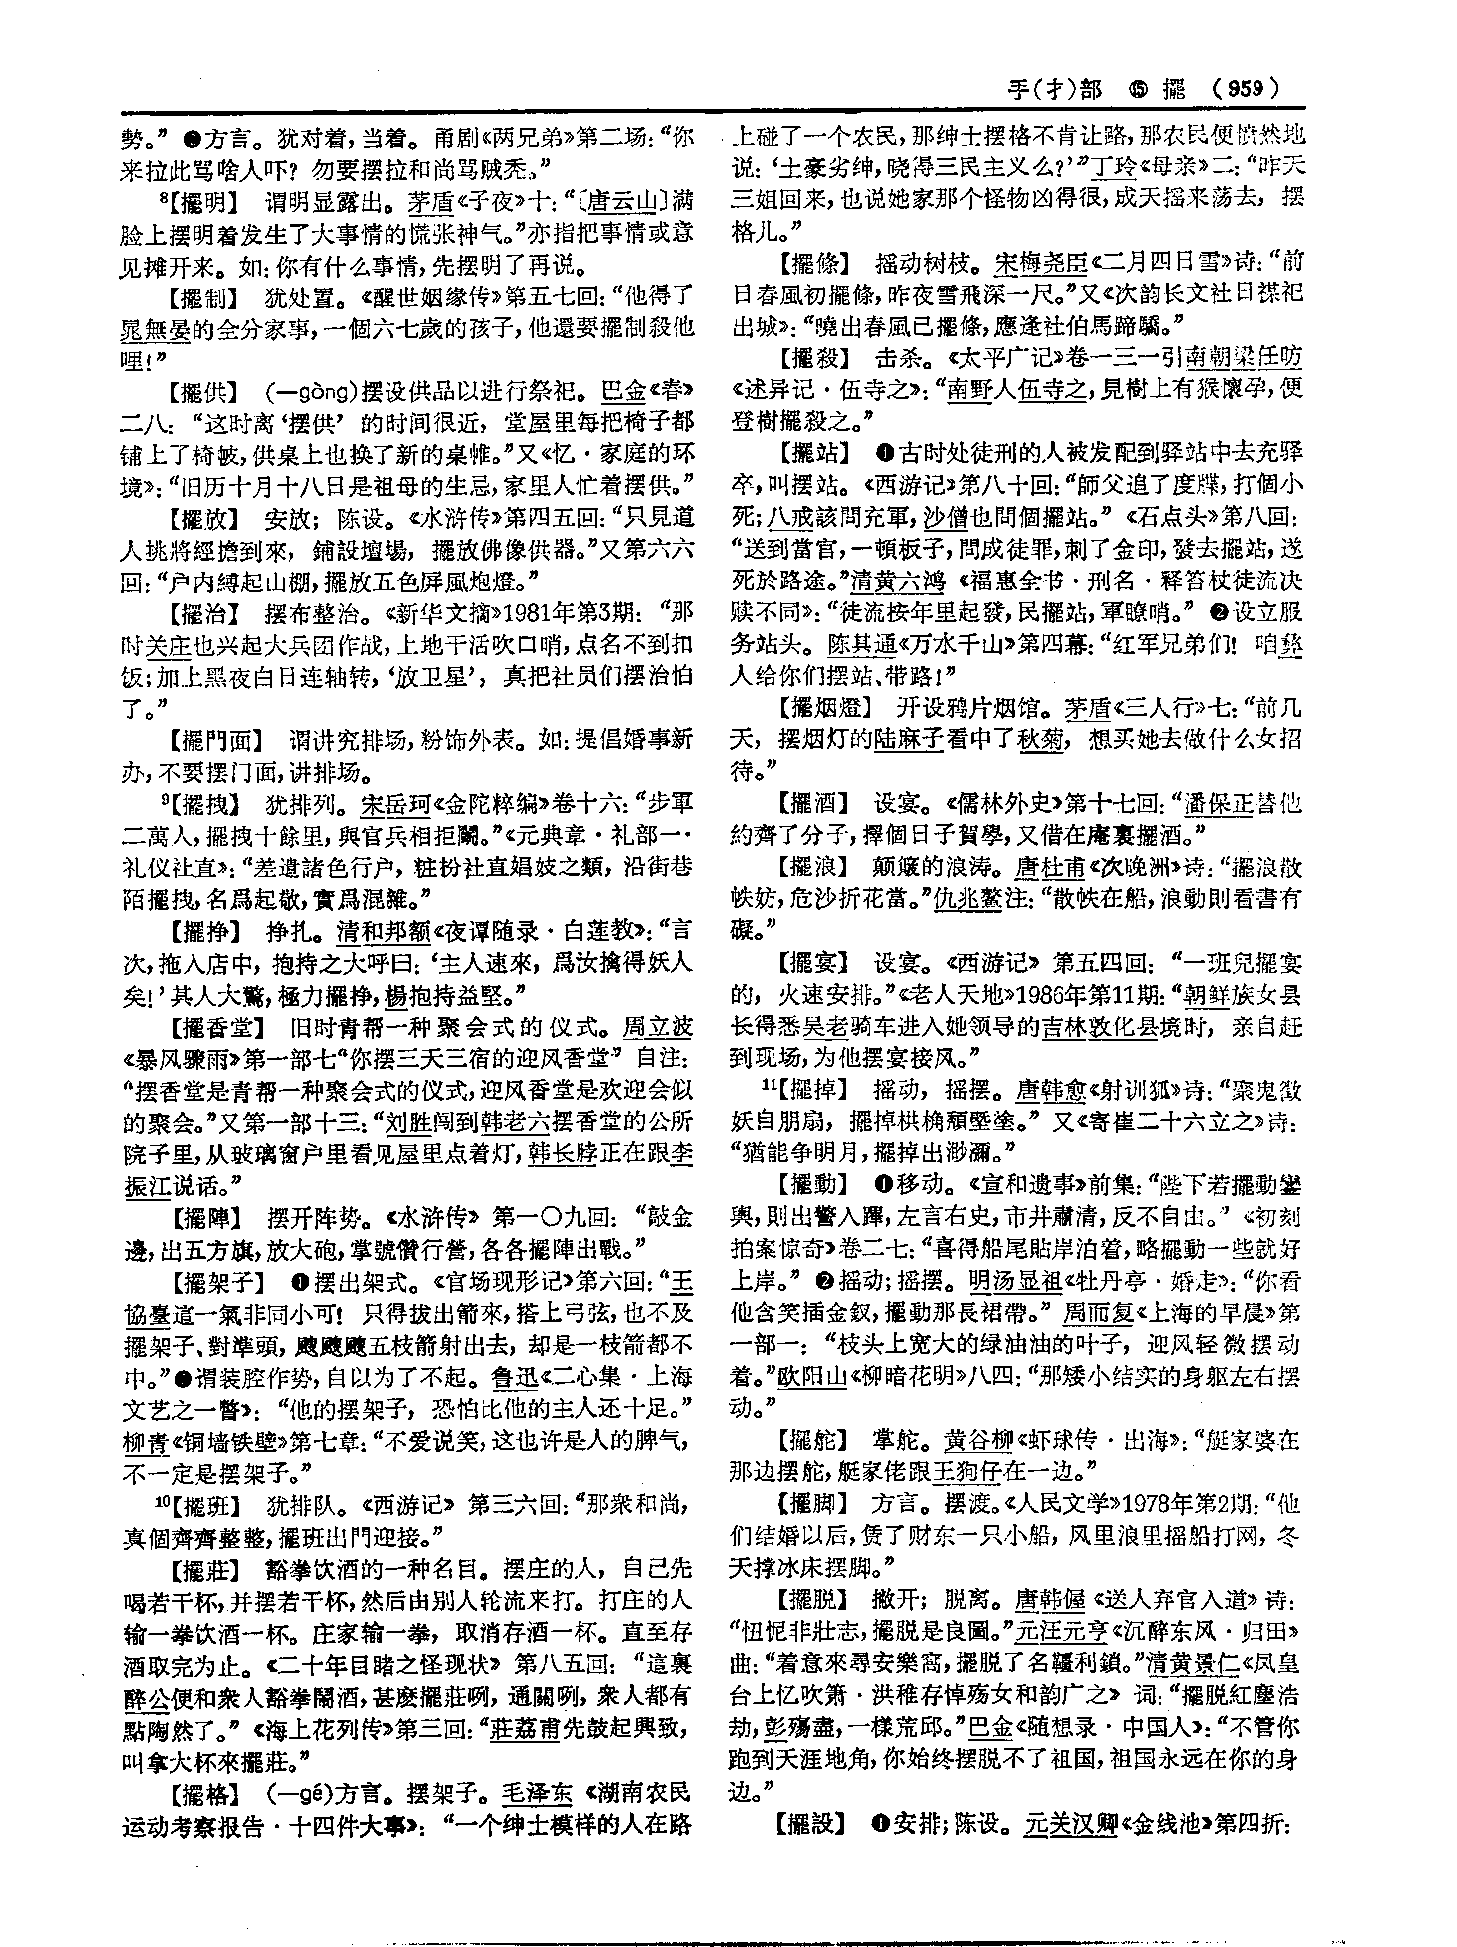 手(扌)部 ⑮ 擺 (959)
勢。”●方言。犹对着，当着。甬剧《两兄弟》第二场：“你
来拉此骂啥人吓？勿要摆拉和尚骂贼秃。”
⁸【擺明】 谓明显露出。茅盾《子夜》十：“〔唐云山〕满
脸上摆明着发生了大事情的慌张神气。”亦指把事情或意
见摊开来。如：你有什么事情，先摆明了再说。
【擺制】 犹处置。《醒世姻缘传》第五七回：“他得了
晁無晏的全分家事，一個六七歲的孩子，他還要擺制殺他
哩！”
【擺供】 (—gòng)摆设供品以进行祭祀。巴金《春》
二八：“这时离‘摆供’的时间很近，堂屋里每把椅子都
铺上了椅帔，供桌上也换了新的桌帷。”又《忆·家庭的环
境》：“旧历十月十八日是祖母的生忌，家里人忙着摆供。”
【擺放】 安放；陈设。《水浒传》第四五回：“只見道
人挑將經擔到來，鋪設壇場，擺放佛像供器。”又第六六
回：“户内縛起山棚，擺放五色屏風炮燈。”
【擺治】 摆布整治。《新华文摘》1981年第3期：“那
时关庄也兴起大兵团作战，上地干活吹口哨，点名不到扣
饭；加上黑夜白日连轴转，‘放卫星’，真把社员们摆治怕
了。”
【擺門面】 谓讲究排场，粉饰外表。如：提倡婚事新
办，不要摆门面，讲排场。
⁹【擺拽】 犹排列。宋岳珂《金陀粹编》卷十六：“步軍
二萬人，擺拽十餘里，與官兵相拒鬭。”《元典章·礼部一·
礼仪社直》：“差遣諸色行户，粧扮社直娼妓之類，沿街巷
陌擺拽，名爲起敬，實爲混雜。”
【擺挣】 挣扎。清和邦额《夜谭随录·白莲教》：“言
次，拖入店中，抱持之大呼曰：‘主人速來，爲汝擒得妖人
矣！’其人大驚，極力擺掙，楊抱持益堅。”
【擺香堂】 旧时青帮一种聚会式的仪式。周立波
《暴风骤雨》第一部七“你摆三天三宿的迎风香堂”自注：
“摆香堂是青帮一种聚会式的仪式，迎风香堂是欢迎会似
的聚会。”又第一部十三：“刘胜闯到韩老六摆香堂的公所
院子里，从玻璃窗户里看见屋里点着灯，韩长脖正在跟李
振江说话。”
【擺陣】 摆开阵势。《水浒传》第一〇九回：“敲金
邊，出五方旗，放大砲，掌號儹行營，各各擺陣出戰。”
【擺架子】 ❶摆出架式。《官场现形记》第六回：“王
協臺這一氣非同小可！只得拔出箭來，搭上弓弦，也不及
擺架子、對準頭，颼颼颼五枝箭射出去，却是一枝箭都不
中。”●谓装腔作势，自以为了不起。鲁迅《二心集·上海
文艺之一瞥》：“他的摆架子，恐怕比他的主人还十足。”
柳青《铜墙铁壁》第七章：“不爱说笑，这也许是人的脾气，
不一定是摆架子。”
¹⁰【擺班】 犹排队。《西游记》第三六回：“那衆和尚，
真個齊齊整整，擺班出門迎接。”
【擺莊】 豁拳饮酒的一种名目。摆庄的人，自己先
喝若干杯，并摆若干杯，然后由别人轮流来打。打庄的人
输一拳饮酒一杯。庄家输一拳，取消存酒一杯。直至存
酒取完为止。《二十年目睹之怪现状》第八五回：“這裏
醉公便和衆人豁拳鬧酒，甚麽擺莊咧，通關咧，衆人都有
點陶然了。”《海上花列传》第三回：“莊荔甫先鼓起興致，
叫拿大杯來擺莊。”
【擺格】 (—gé)方言。摆架子。毛泽东《湖南农民
运动考察报告·十四件大事》：“一个绅士模样的人在路
上碰了一个农民，那绅士摆格不肯让路，那农民便愤然地
说：‘土豪劣绅，晓得三民主义么？’”丁玲《母亲》二：“昨天
三姐回来，也说她家那个怪物凶得很，成天摇来荡去，摆
格儿。”
【擺條】 摇动树枝。宋梅尧臣《二月四日雪》诗：“前
日春風初擺條，昨夜雪飛深一尺。”又《次韵长文社日禖祀
出城》：“曉出春風已擺條，應逢社伯馬蹄驕。”
【擺殺】 击杀。《太平广记》卷一三一引南朝梁任昉
《述异记·伍寺之》：“南野人伍寺之，見樹上有猴懷孕，便
登樹擺殺之。”
【擺站】 ❶古时处徒刑的人被发配到驿站中去充驿
卒，叫摆站。《西游记》第八十回：“師父追了度牒，打個小
死；八戒該問充軍，沙僧也問個擺站。”《石点头》第八回：
“送到當官，一頓板子，問成徒罪，刺了金印，發去擺站，遂
死於路途。”清黄六鸿《福惠全书·刑名·释笞杖徒流决
赎不同》：“徒流按年里起發，民擺站，軍瞭哨。”❷设立服
务站头。陈其通《万水千山》第四幕：“红军兄弟们！咱彝
人给你们摆站、带路！”
【擺烟燈】 开设鸦片烟馆。茅盾《三人行》七：“前几
天，摆烟灯的陆麻子看中了秋菊，想买她去做什么女招
待。”
【擺酒】 设宴。《儒林外史》第十七回：“潘保正替他
約齊了分子，擇個日子賀學，又借在庵裏擺酒。”
【擺浪】 颠簸的浪涛。唐杜甫《次晚洲》诗：“擺浪散
帙妨，危沙折花當。”仇兆鳌注：“散帙在船，浪動則看書有
礙。”
【擺宴】 设宴。《西游记》第五四回：“一班兒擺宴
的，火速安排。”《老人天地》1986年第11期：“朝鲜族女县
长得悉吴老骑车进入她领导的吉林敦化县境时，亲自赶
到现场，为他摆宴接风。”
¹¹【擺掉】 摇动，摇摆。唐韩愈《射训狐》诗：“聚鬼徵
妖自朋扇，擺掉栱桷頹墍塗。”又《寄崔二十六立之》诗：
“猶能争明月，擺掉出渺瀰。”
【擺動】 ❶移动。《宣和遗事》前集：“陛下若擺動鑾
輿，則出警入蹕，左言右史，市井肅清，反不自由。”《初刻
拍案惊奇》卷二七：“喜得船尾貼岸泊着，略擺動一些就好
上岸。”❷摇动；摇摆。明汤显祖《牡丹亭·婚走》：“你看
他含笑插金釵，擺動那長裙帶。”周而复《上海的早晨》第
一部一：“枝头上宽大的绿油油的叶子，迎风轻微摆动
着。”欧阳山《柳暗花明》八四：“那矮小结实的身躯左右摆
动。”
【擺舵】 掌舵。黄谷柳《虾球传·出海》：“艇家婆在
那边摆舵，艇家佬跟王狗仔在一边。”
【擺脚】 方言。摆渡。《人民文学》1978年第2期：“他
们结婚以后，赁了财东一只小船，风里浪里摇船打网，冬
天撑冰床摆脚。”
【擺脱】 撇开；脱离。唐韩偓《送人弃官入道》诗：
“忸怩非壯志，擺脱是良圖。”元汪元亨《沉醉东风·归田》
曲：“着意來尋安樂窩，擺脱了名韁利鎖。”清黄景仁《凤皇
台上忆吹箫·洪稚存悼殇女和韵广之》词：“擺脱紅塵浩
劫，彭殤盡，一樣荒邱。”巴金《随想录·中国人》：“不管你
跑到天涯地角，你始终摆脱不了祖国，祖国永远在你的身
边。”
【擺設】 ❶安排；陈设。元关汉卿《金线池》第四折：